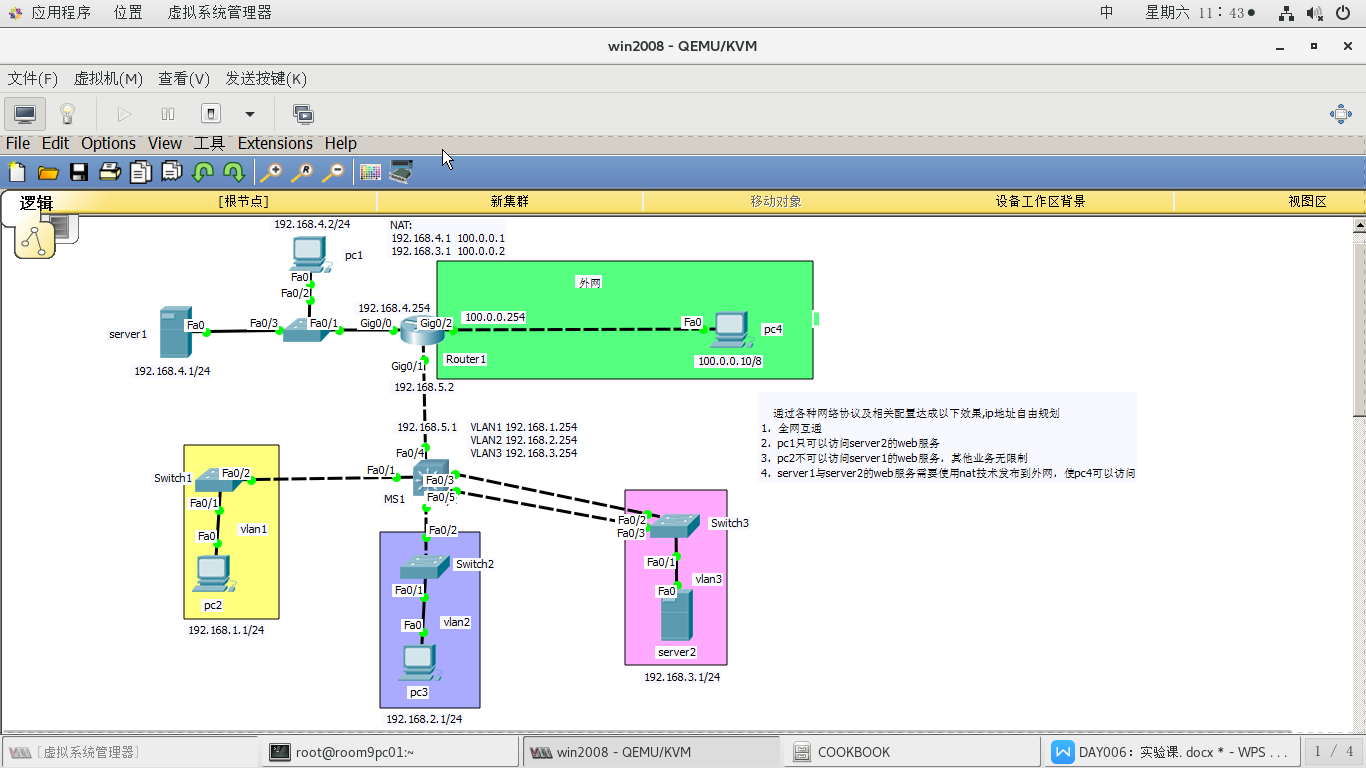 应用程序 位置 虚拟系统管理器 中 星期六 11：43●
win2008 - QEMU/KVM
文件(F) 虚拟机(M) 查看(V) 发送按键(K)
File Edit Options View 工具 Extensions Help
逻辑 [根节点] 新集群 移动对象 设备工作区背景 视图区
192.168.4.2/24
NAT:
192.168.4.1 100.0.0.1
192.168.3.1 100.0.0.2
pc1
Fa0
Fa0/2
外网
192.168.4.254
server1 Fa0 Fa0/3 Fa0/1 Gig0/0 Gig0/2 100.0.0.254 Fa0 pc4
Router1
100.0.0.10/8
192.168.4.1/24
Gig0/1
192.168.5.2
通过各种网络协议及相关配置达成以下效果,ip地址自由规划
1，全网互通
2，pc1只可以访问server2的web服务
3，pc2不可以访问server1的web服务，其他业务无限制
4，server1与server2的web服务需要使用nat技术发布到外网，使pc4可以访问
192.168.5.1
VLAN1 192.168.1.254
VLAN2 192.168.2.254
VLAN3 192.168.3.254
Fa0/4
Switch1 Fa0/2 Fa0/1 Fa0/3
MS1 Fa0/5
Fa0/1
vlan1
Fa0
pc2
192.168.1.1/24
Fa0/2
Switch2
Fa0/1
vlan2
Fa0
pc3
192.168.2.1/24
Fa0/2 Switch3
Fa0/3
Fa0/1
vlan3
Fa0
server2
192.168.3.1/24
[虚拟系统管理器] root@room9pc01:~ win2008 - QEMU/KVM COOKBOOK DAY006：实验课. docx * - WPS ... 1 / 4